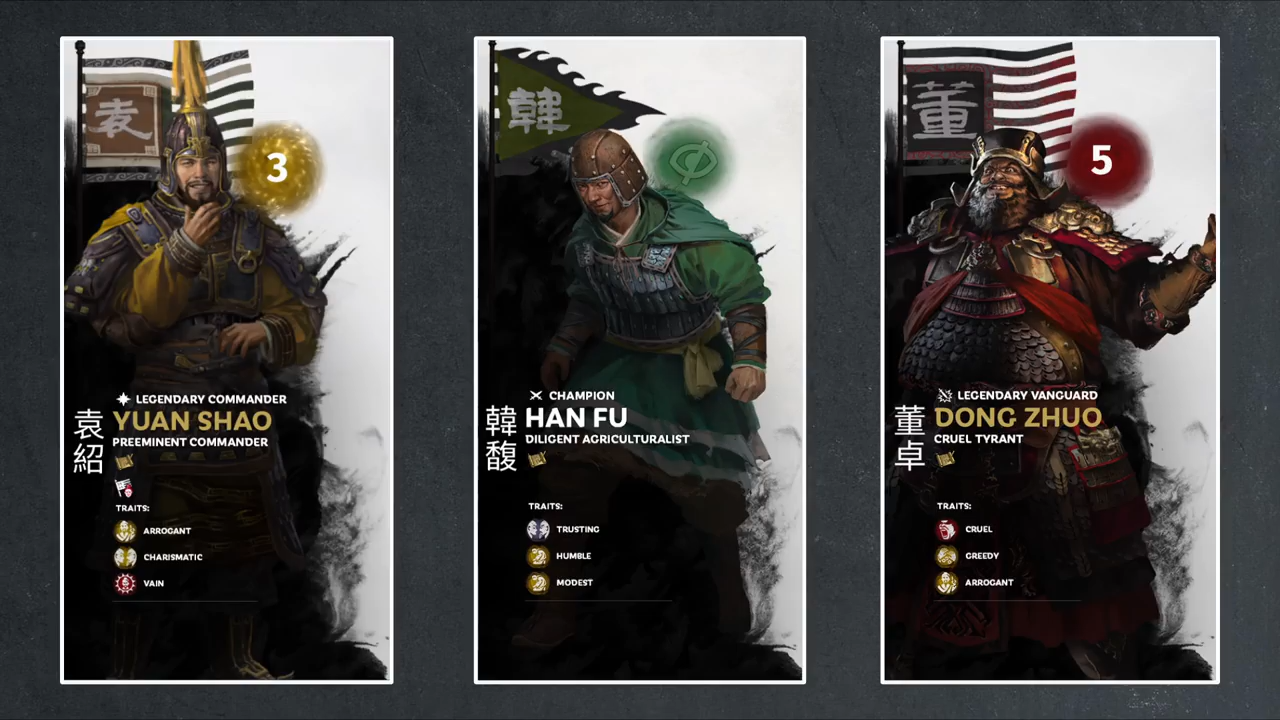 袁
3
LEGENDARY COMMANDER
袁紹
YUAN SHAO
PREEMINENT COMMANDER
TRAITS:
ARROGANT
CHARISMATIC
VAIN
韓
CHAMPION
韓馥
HAN FU
DILIGENT AGRICULTURALIST
TRAITS:
TRUSTING
HUMBLE
MODEST
董
5
LEGENDARY VANGUARD
董卓
DONG ZHUO
CRUEL TYRANT
TRAITS:
CRUEL
GREEDY
ARROGANT